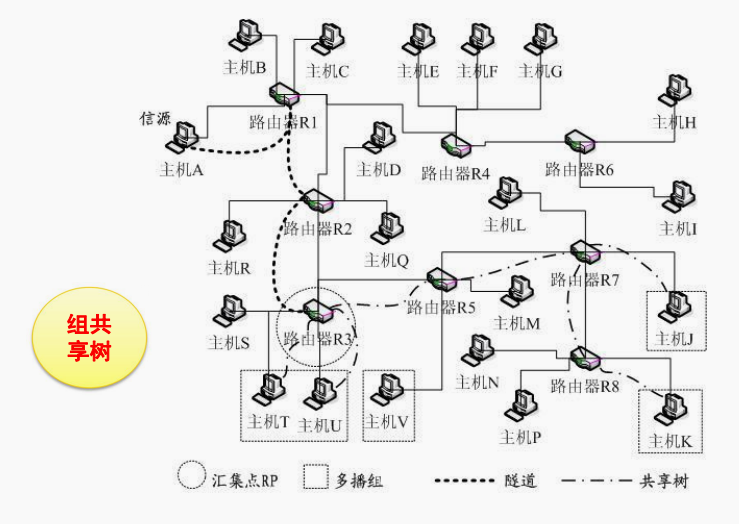 主机B
主机C
主机E
主机F
主机G
信源
路由器R1
主机H
主机A
主机D
路由器R4
路由器R6
主机L
主机I
路由器R2
主机R
主机Q
路由器R7
路由器R5
主机M
组共
享树
主机S
路由器R3
主机J
主机N
路由器R8
主机T
主机U
主机V
主机P
主机K
汇集点RP
多播组
隧道
共享树